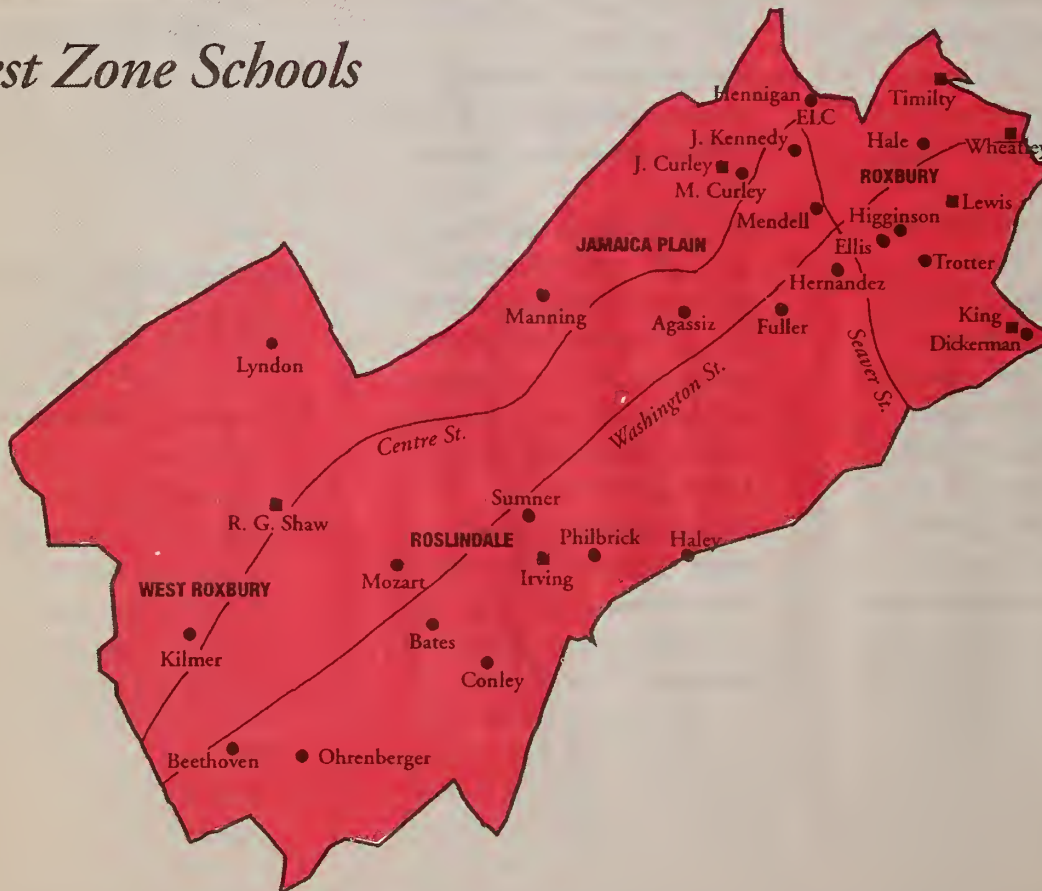 est Zone Schools
Hennigan
ELC
Timilty
J. Kennedy
Hale
Wheatley
J. Curley
M. Curley
ROXBURY
Mendell
Higginson
Lewis
JAMAICA PLAIN
Ellis
Trotter
Hernandez
Manning
Agassiz
Fuller
King
Dickerman
Lyndon
Seaver St.
Washington St.
Centre St.
Sumner
R. G. Shaw
ROSLINDALE
Philbrick
Haley
Mozart
Irving
WEST ROXBURY
Bates
Kilmer
Conley
Beethoven
Ohrenberger